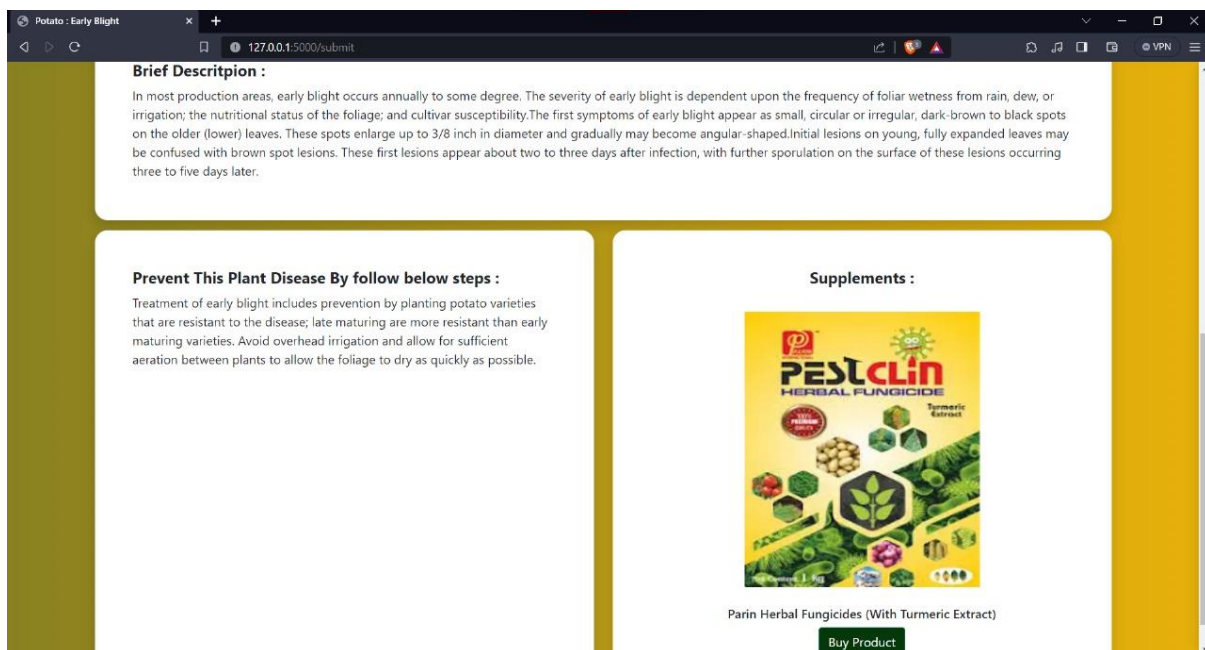 Potato : Early Blight
127.0.0.1:5000/submit
VPN
Brief Descritpion :
In most production areas, early blight occurs annually to some degree. The severity of early blight is dependent upon the frequency of foliar wetness from rain, dew, or
irrigation; the nutritional status of the foliage; and cultivar susceptibility.The first symptoms of early blight appear as small, circular or irregular, dark-brown to black spots
on the older (lower) leaves. These spots enlarge up to 3/8 inch in diameter and gradually may become angular-shaped.Initial lesions on young, fully expanded leaves may
be confused with brown spot lesions. These first lesions appear about two to three days after infection, with further sporulation on the surface of these lesions occurring
three to five days later.
Prevent This Plant Disease By follow below steps :
Treatment of early blight includes prevention by planting potato varieties
that are resistant to the disease; late maturing are more resistant than early
maturing varieties. Avoid overhead irrigation and allow for sufficient
aeration between plants to allow the foliage to dry as quickly as possible.
Supplements :
PESTCLIN
HERBAL FUNGICIDE
Turmeric
Extract
PREMIUM
1 Kg
Parin Herbal Fungicides (With Turmeric Extract)
Buy Product